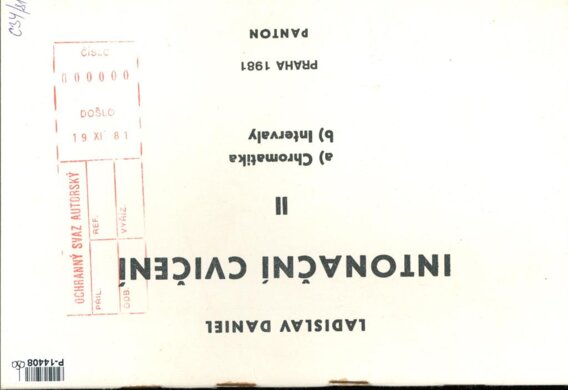 LADISLAV DANIEL
INTONAČNÍ CVIČENÍ
II
a) Chromatika
b) Intervaly
PRAHA 1981
PANTON
ČÍSLO
000000
DOŠLO
19 XI 81
OCHRANNÝ SVAZ AUTORSKÝ
REF.
VYŘIZ.
PŘÍL.
ODB.
P-14408